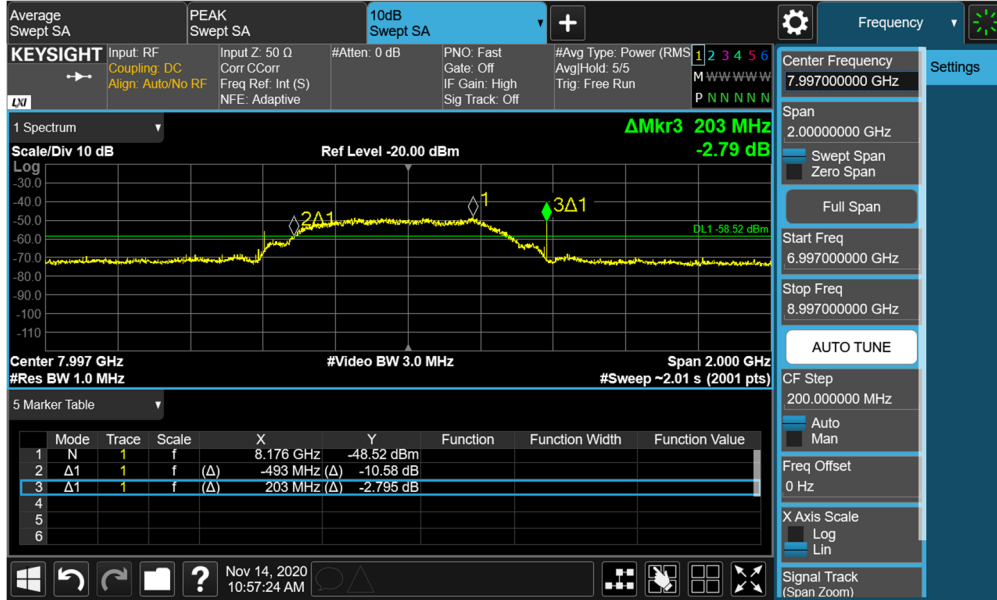 Average
Swept SA
PEAK
Swept SA
10dB
Swept SA
Frequency
KEYSIGHT
LXI
Input: RF
Coupling: DC
Align: Auto/No RF
Input Z: 50 Ω
Corr CCorr
Freq Ref: Int (S)
NFE: Adaptive
#Atten: 0 dB
PNO: Fast
Gate: Off
IF Gain: High
Sig Track: Off
#Avg Type: Power (RMS
Avg|Hold: 5/5
Trig: Free Run
1 2 3 4 5 6
M W W W W W
P N N N N N
1 Spectrum
ΔMkr3 203 MHz
-2.79 dB
Scale/Div 10 dB
Ref Level -20.00 dBm
Log
-30.0
-40.0
-50.0
-60.0
-70.0
-80.0
-90.0
-100
-110
2Δ1
1
3Δ1
DL1 -58.52 dBm
Center 7.997 GHz
#Video BW 3.0 MHz
Span 2.000 GHz
#Res BW 1.0 MHz
#Sweep ~2.01 s (2001 pts)
5 Marker Table
Mode Trace Scale X Y Function Function Width Function Value
1 N 1 f 8.176 GHz -48.52 dBm
2 Δ1 1 f (Δ) -493 MHz (Δ) -10.58 dB
3 Δ1 1 f (Δ) 203 MHz (Δ) -2.795 dB
4
5
6
?
Nov 14, 2020
10:57:24 AM
Center Frequency
7.997000000 GHz
Span
2.00000000 GHz
Swept Span
Zero Span
Full Span
Start Freq
6.997000000 GHz
Stop Freq
8.997000000 GHz
AUTO TUNE
CF Step
200.000000 MHz
Auto
Man
Freq Offset
0 Hz
X Axis Scale
Log
Lin
Signal Track
(Span Zoom)
Settings